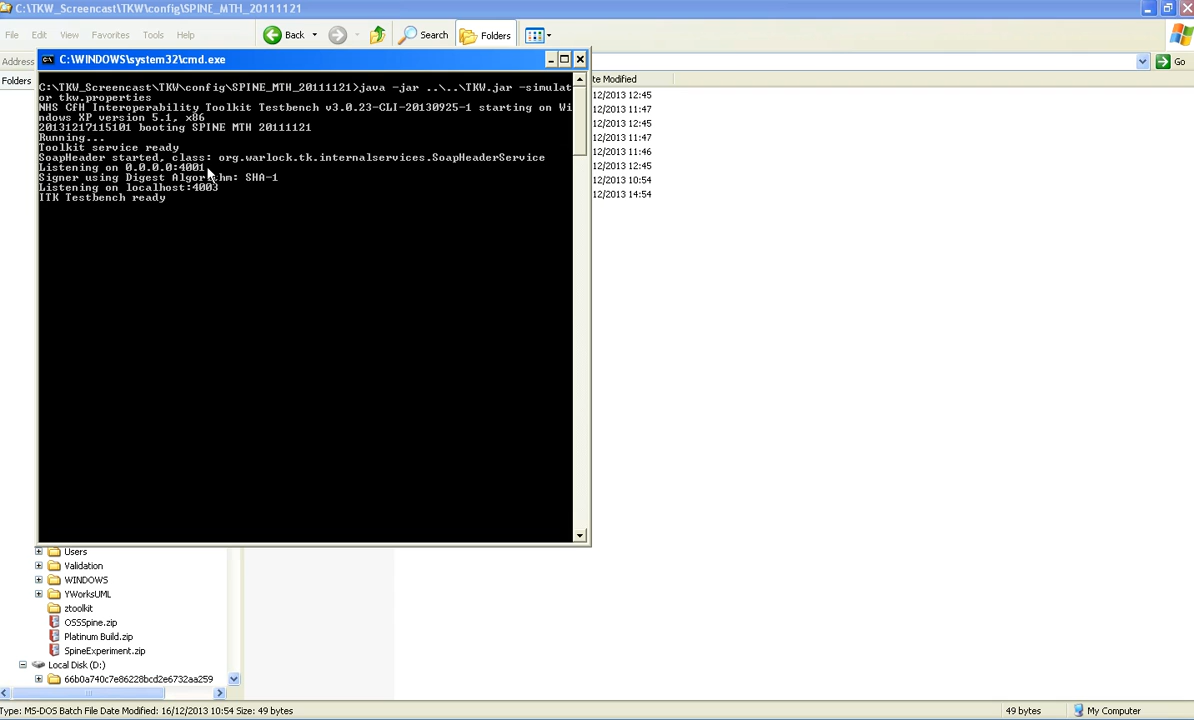 C:\TKW_Screencast\TKW\config\SPINE_MTH_20111121
File Edit View Favorites Tools Help
Back Search Folders
Address Go
Folders te Modified
C:\WINDOWS\system32\cmd.exe
C:\TKW_Screencast\TKW\config\SPINE_MTH_20111121>java -jar ..\..\TKW.jar -simulat
or tkw.properties
NHS CfH Interoperability Toolkit Testbench v3.0.23-CLI-20130925-1 starting on Wi
ndows XP version 5.1, x86
20131217115101 booting SPINE MTH 20111121
Running...
Toolkit service ready
SoapHeader started, class: org.warlock.tk.internalservices.SoapHeaderService
Listening on 0.0.0.0:4001
Signer using Digest Algorithm: SHA-1
Listening on localhost:4003
ITK Testbench ready
12/2013 12:45
12/2013 11:47
12/2013 12:45
12/2013 11:47
12/2013 11:46
12/2013 12:45
12/2013 10:54
12/2013 14:54
Users
Validation
WINDOWS
YWorksUML
ztoolkit
OSSSpine.zip
Platinum Build.zip
SpineExperiment.zip
Local Disk (D:)
66b0a740c7e86228bcd2e6732aa259
Type: MS-DOS Batch File Date Modified: 16/12/2013 10:54 Size: 49 bytes 49 bytes My Computer